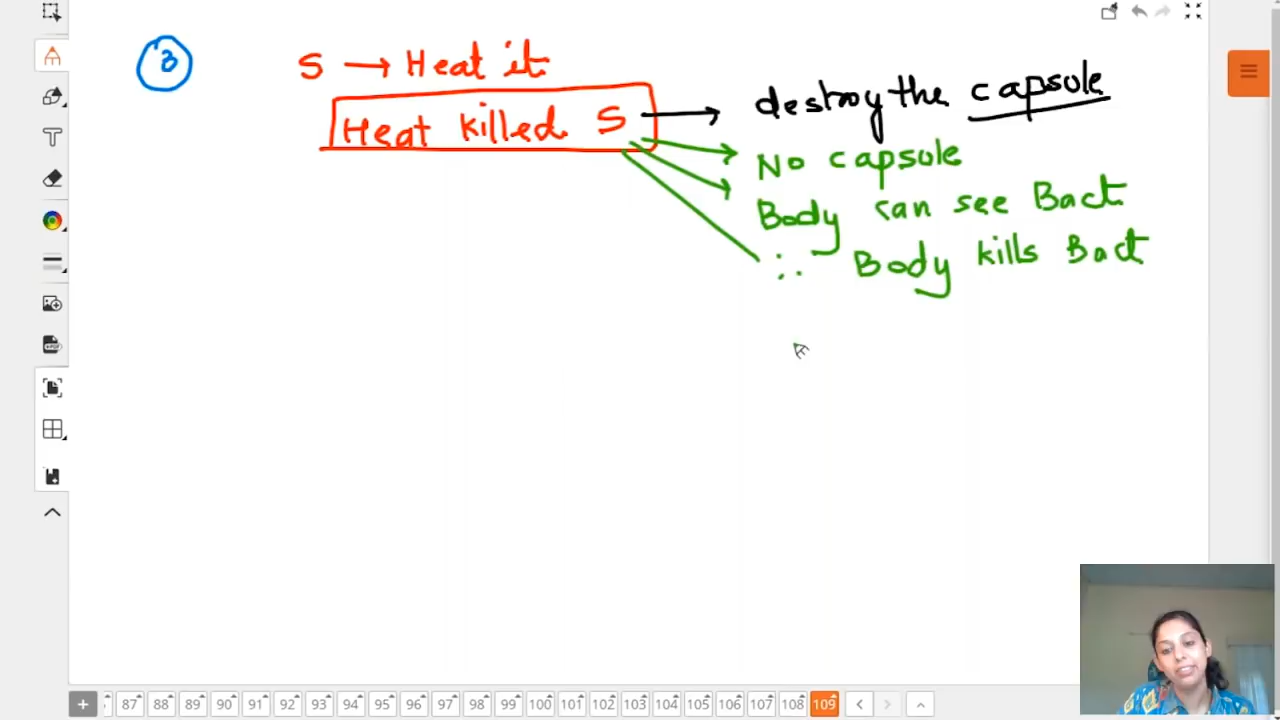 3
S → Heat it
Heat killed S → destroy the capsole
No capsole
Body can see Bact
∴ Body kills Bact
87 88 89 90 91 92 93 94 95 96 97 98 99 100 101 102 103 104 105 106 107 108 109